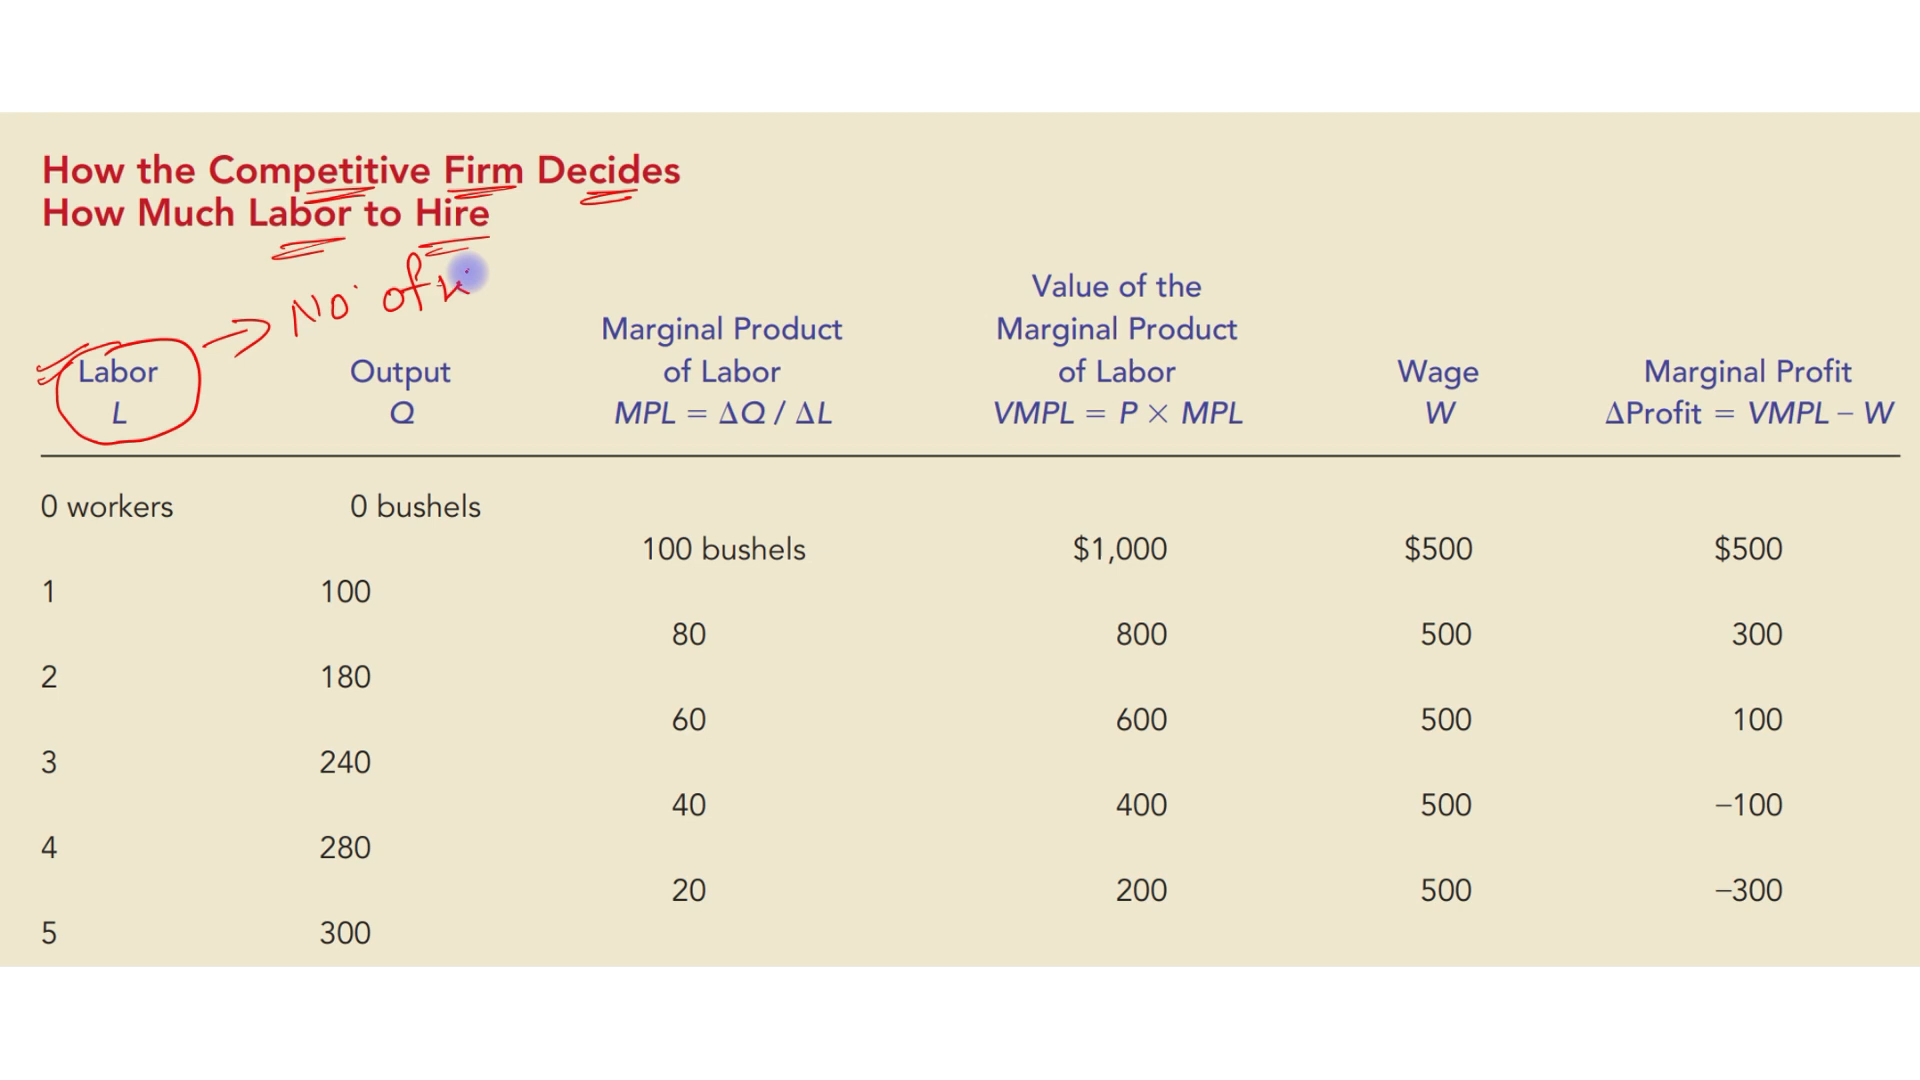 How the Competitive Firm Decides
How Much Labor to Hire
No. of
Labor
L
Output
Q
Marginal Product
of Labor
MPL = ΔQ / ΔL
Value of the
Marginal Product
of Labor
VMPL = P × MPL
Wage
W
Marginal Profit
ΔProfit = VMPL – W
0 workers 0 bushels
100 bushels $1,000 $500 $500
1 100
80 800 500 300
2 180
60 600 500 100
3 240
40 400 500 –100
4 280
20 200 500 –300
5 300